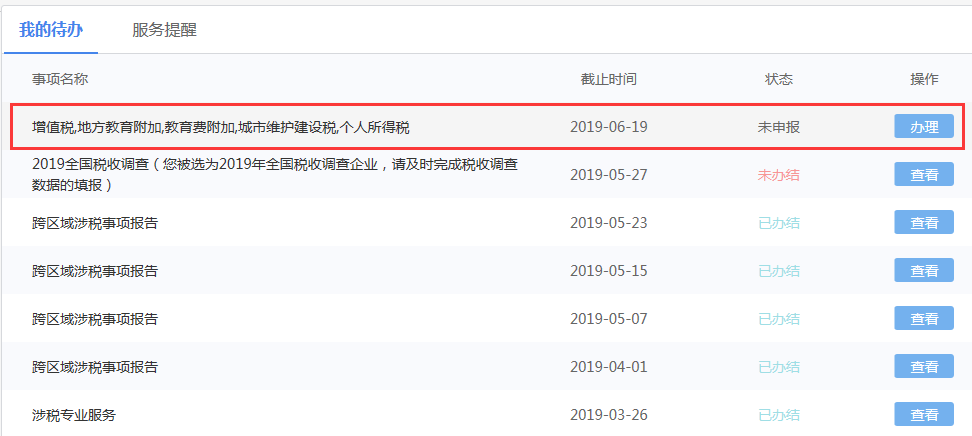 我的待办 服务提醒
事项名称 截止时间 状态 操作
增值税,地方教育附加,教育费附加,城市维护建设税,个人所得税 2019-06-19 未申报 办理
2019全国税收调查（您被选为2019年全国税收调查企业，请及时完成税收调查
数据的填报） 2019-05-27 未办结 查看
跨区域涉税事项报告 2019-05-23 已办结 查看
跨区域涉税事项报告 2019-05-15 已办结 查看
跨区域涉税事项报告 2019-05-07 已办结 查看
跨区域涉税事项报告 2019-04-01 已办结 查看
涉税专业服务 2019-03-26 已办结 查看